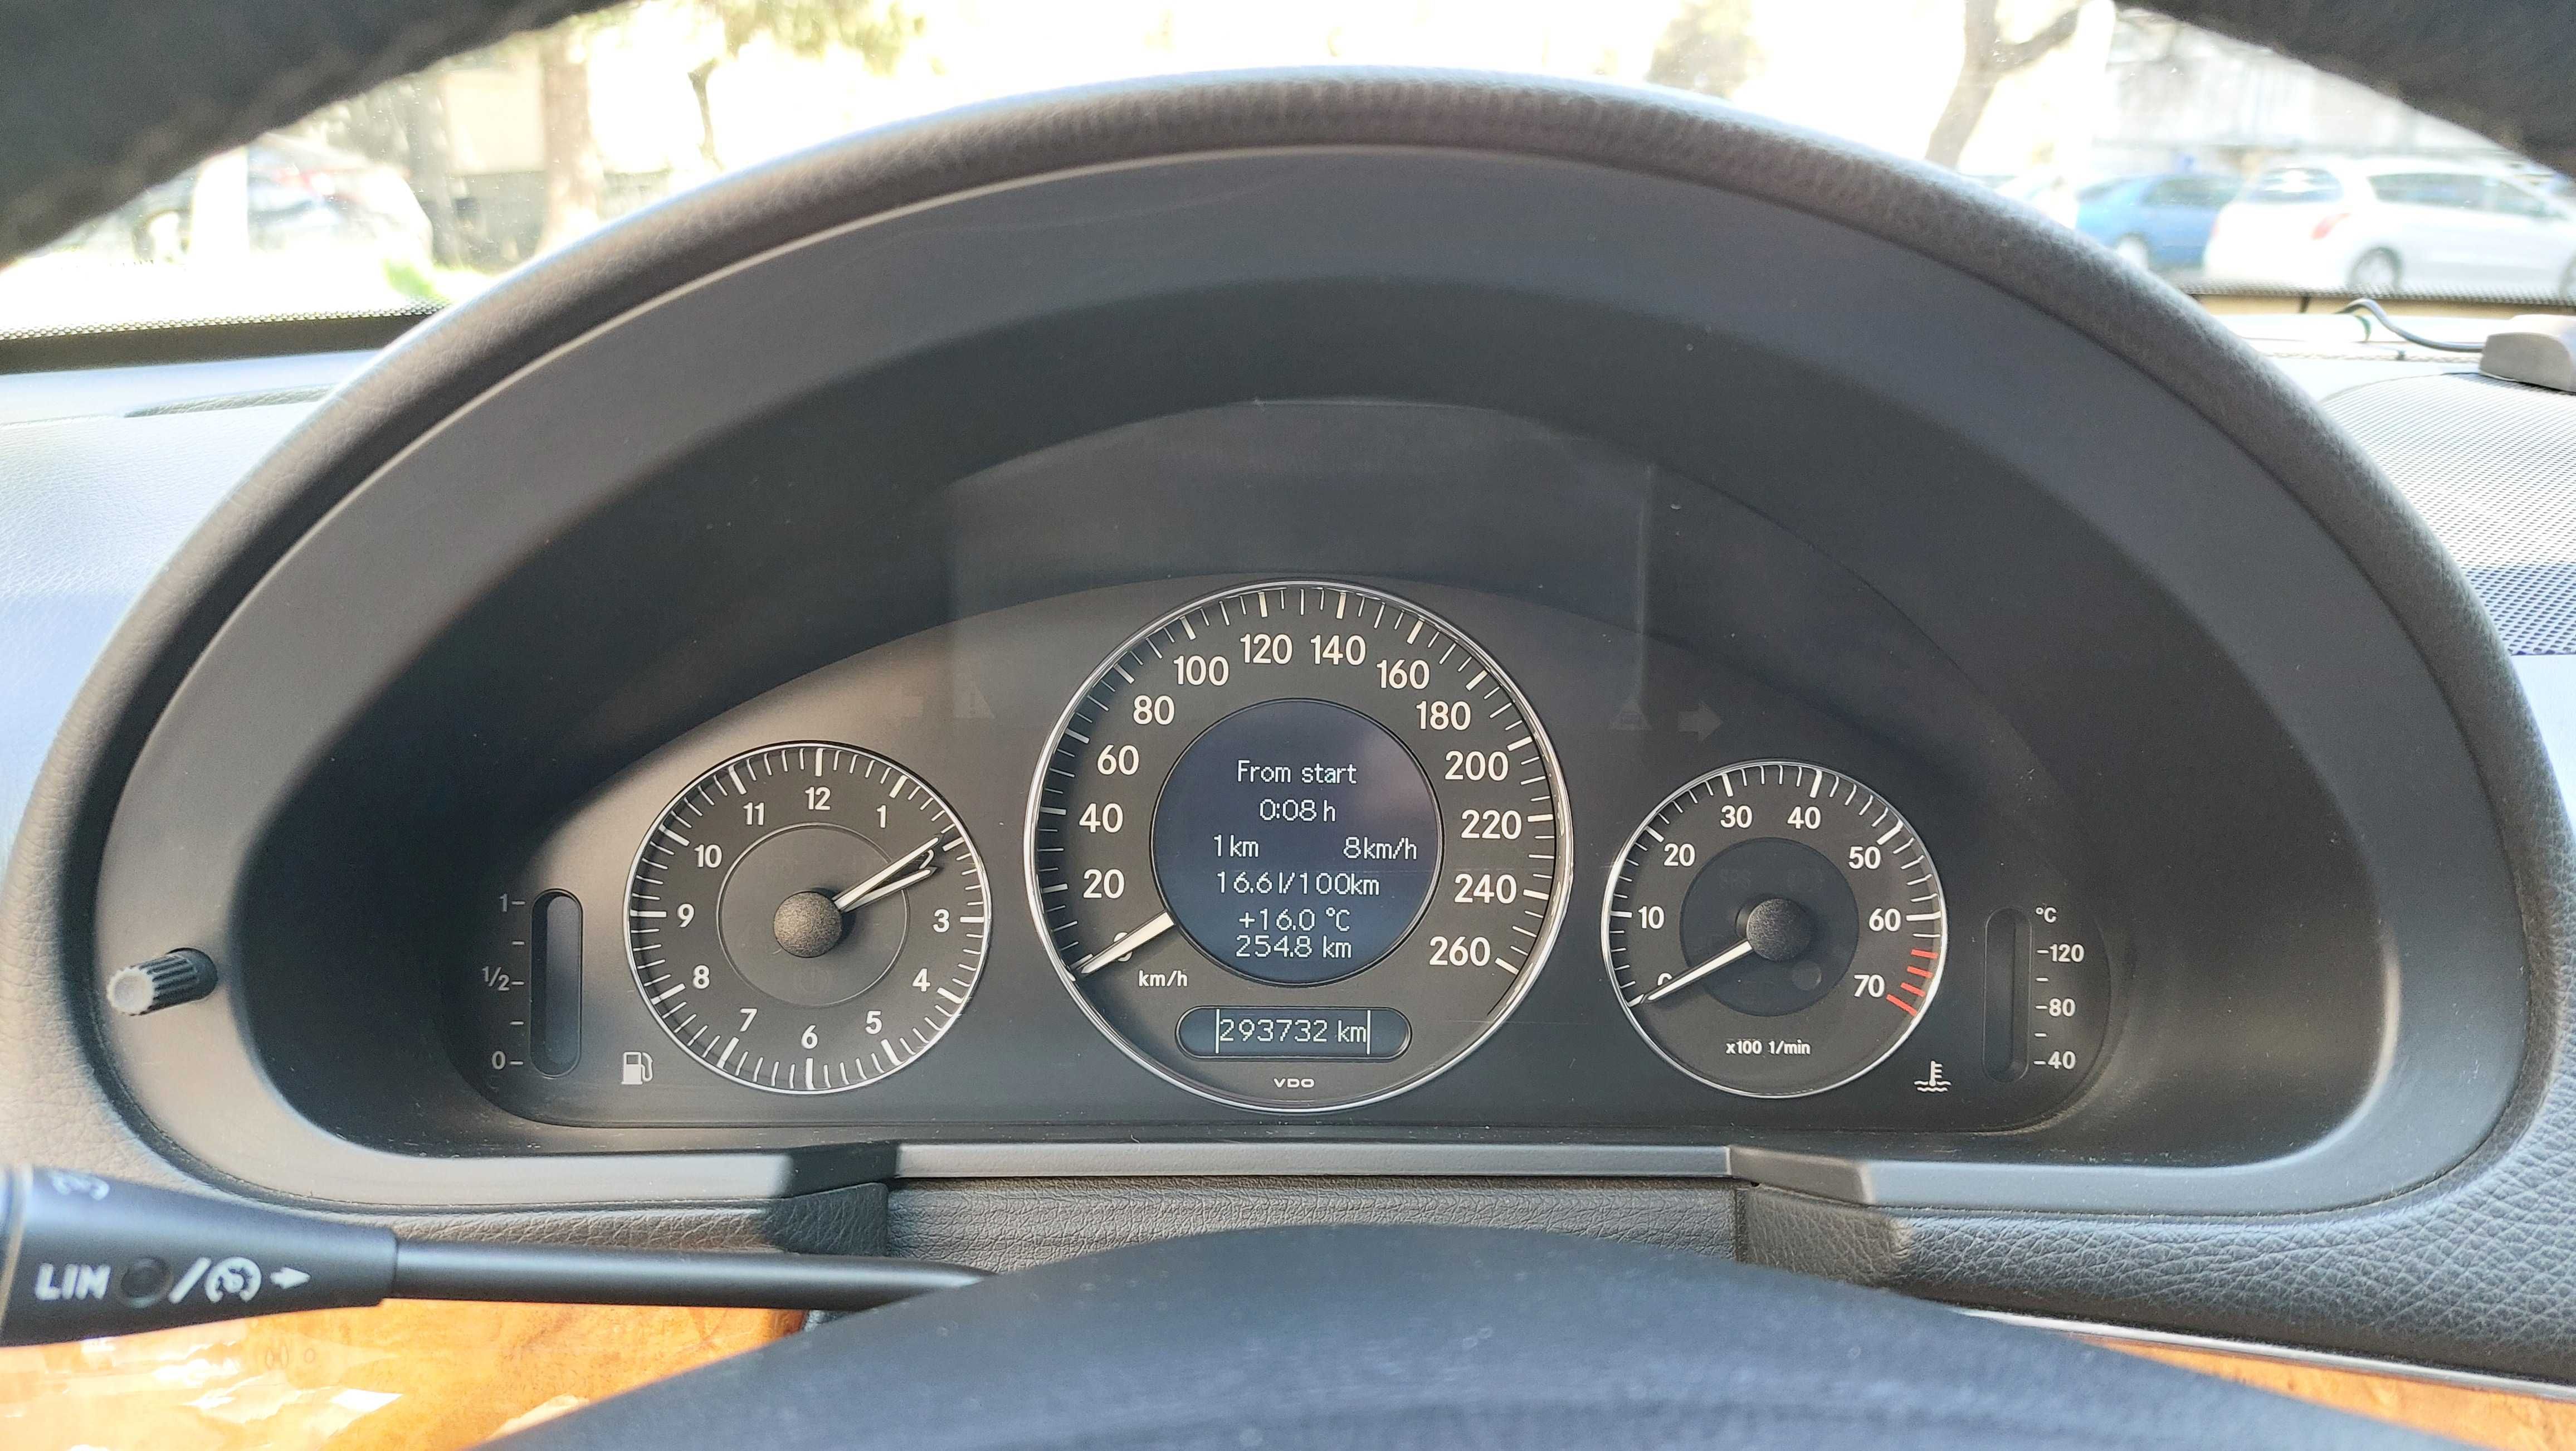 120 140
100 160
80 180
60 200
40 220
20 240
0 260
km/h
From start
0:08 h
1 km 8 km/h
16.6 l/100km
+16.0 °C
254.8 km
293732 km
VDO
12
11 1
10 2
9 3
8 4
7 5
6
1
1/2
0
30 40
20 50
10 60
0 70
x100 1/min
°C
120
80
40
LIM /